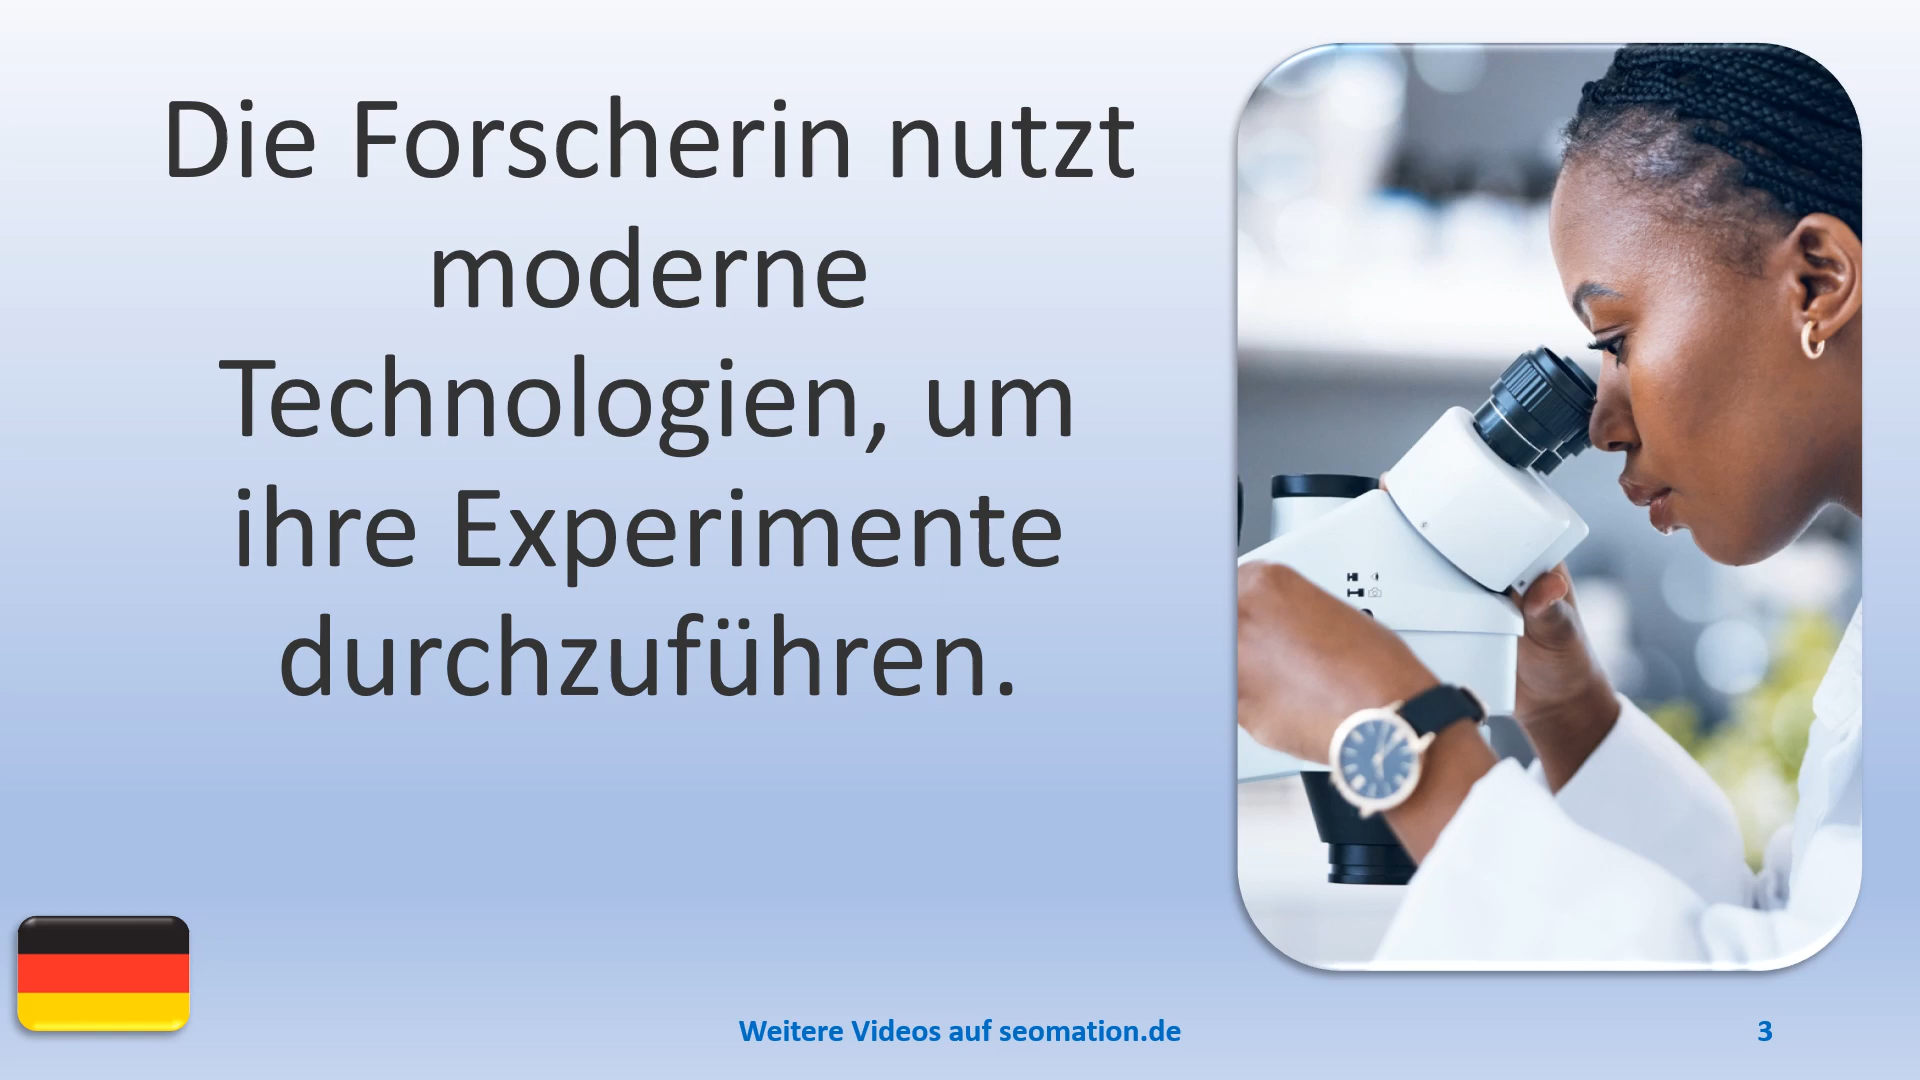 Die Forscherin nutzt
moderne
Technologien, um
ihre Experimente
durchzuführen.
Weitere Videos auf seomation.de
3